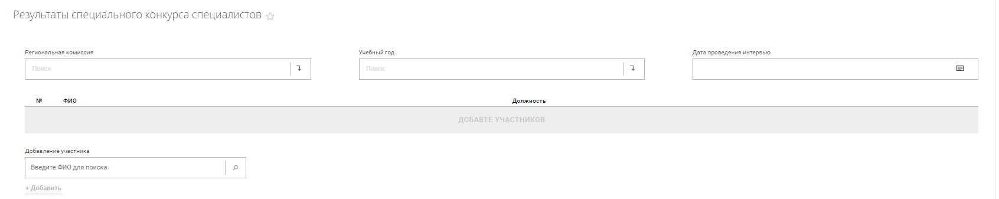 Результаты специального конкурса специалистов
Региональная комиссия
Учебный год
Дата проведения интервью
Поиск
Поиск
№ ФИО Должность
ДОБАВТЕ УЧАСТНИКОВ
Добавление участника
Введите ФИО для поиска
+ Добавить